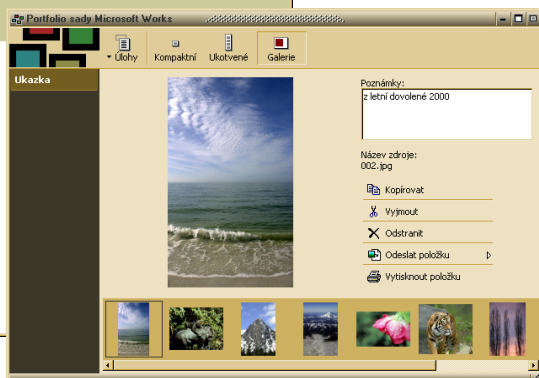 Portfolio sady Microsoft Works
Úlohy
Kompaktní
Ukotvené
Galerie
Ukazka
Poznámky:
z letní dovolené 2000
Název zdroje:
002.jpg
Kopírovat
Vyjmout
Odstranit
Odeslat položku
Vytisknout položku